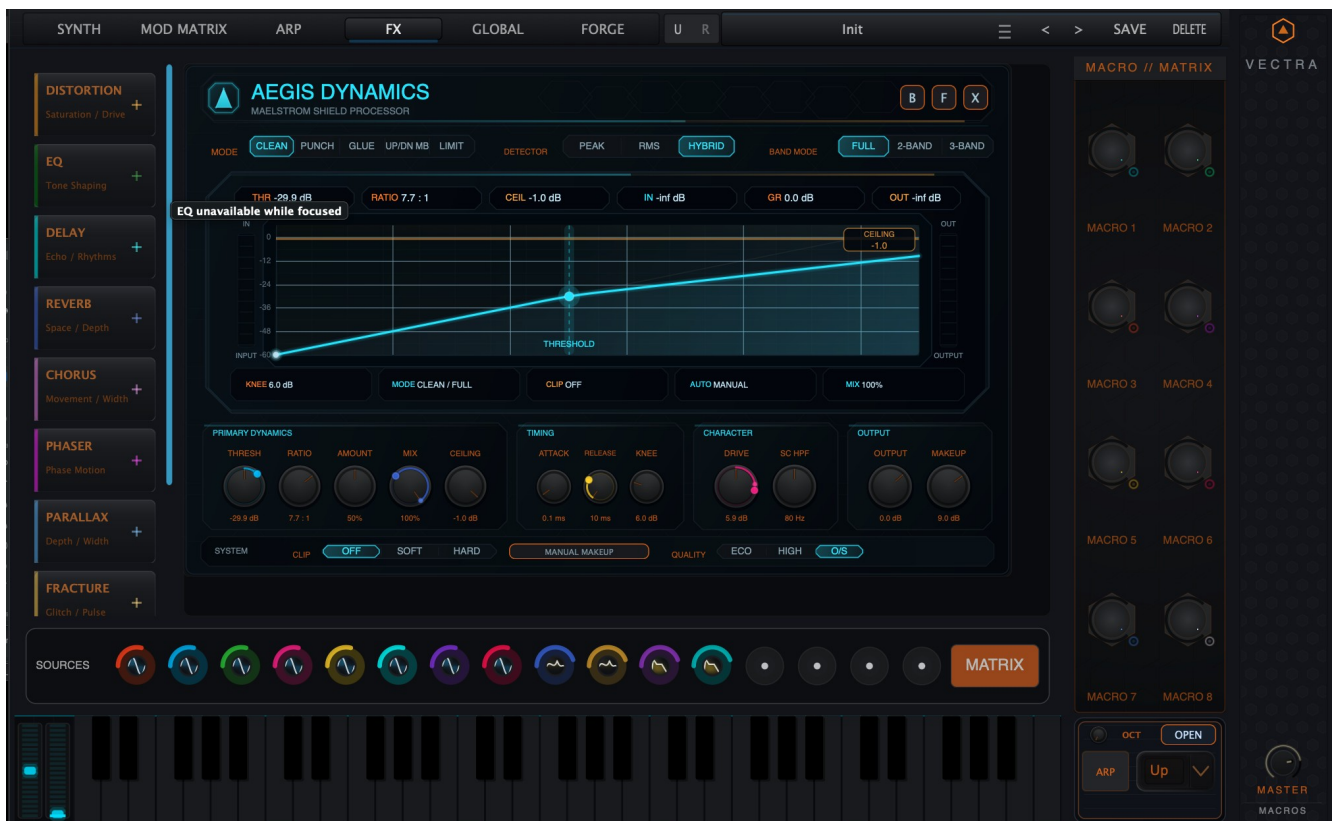 SYNTH MOD MATRIX ARP FX GLOBAL FORGE U R Init < > SAVE DELETE
VECTRA
DISTORTION
Saturation / Drive
+
EQ
Tone Shaping
+
EQ unavailable while focused
DELAY
Echo / Rhythms
+
REVERB
Space / Depth
+
CHORUS
Movement / Width
+
PHASER
Phase Motion
+
PARALLAX
Depth / Width
+
FRACTURE
Glitch / Pulse
+
AEGIS DYNAMICS
MAELSTROM SHIELD PROCESSOR
B F X
MODE CLEAN PUNCH GLUE UP/DN MB LIMIT DETECTOR PEAK RMS HYBRID BAND MODE FULL 2-BAND 3-BAND
THR -29.9 dB RATIO 7.7 : 1 CEIL -1.0 dB IN -inf dB GR 0.0 dB OUT -inf dB
IN OUT
0
-12
-24
-36
-48
INPUT -60 OUTPUT
CEILING
-1.0
THRESHOLD
KNEE 6.0 dB MODE CLEAN / FULL CLIP OFF AUTO MANUAL MIX 100%
PRIMARY DYNAMICS TIMING CHARACTER OUTPUT
THRESH RATIO AMOUNT MIX CEILING ATTACK RELEASE KNEE DRIVE SC HPF OUTPUT MAKEUP
-29.9 dB 7.7 : 1 50% 100% -1.0 dB 0.1 ms 10 ms 6.0 dB 5.9 dB 80 Hz 0.0 dB 9.0 dB
SYSTEM CLIP OFF SOFT HARD MANUAL MAKEUP QUALITY ECO HIGH O/S
MACRO // MATRIX
MACRO 1 MACRO 2
MACRO 3 MACRO 4
MACRO 5 MACRO 6
MACRO 7 MACRO 8
SOURCES MATRIX
OCT OPEN
ARP Up
MASTER
MACROS